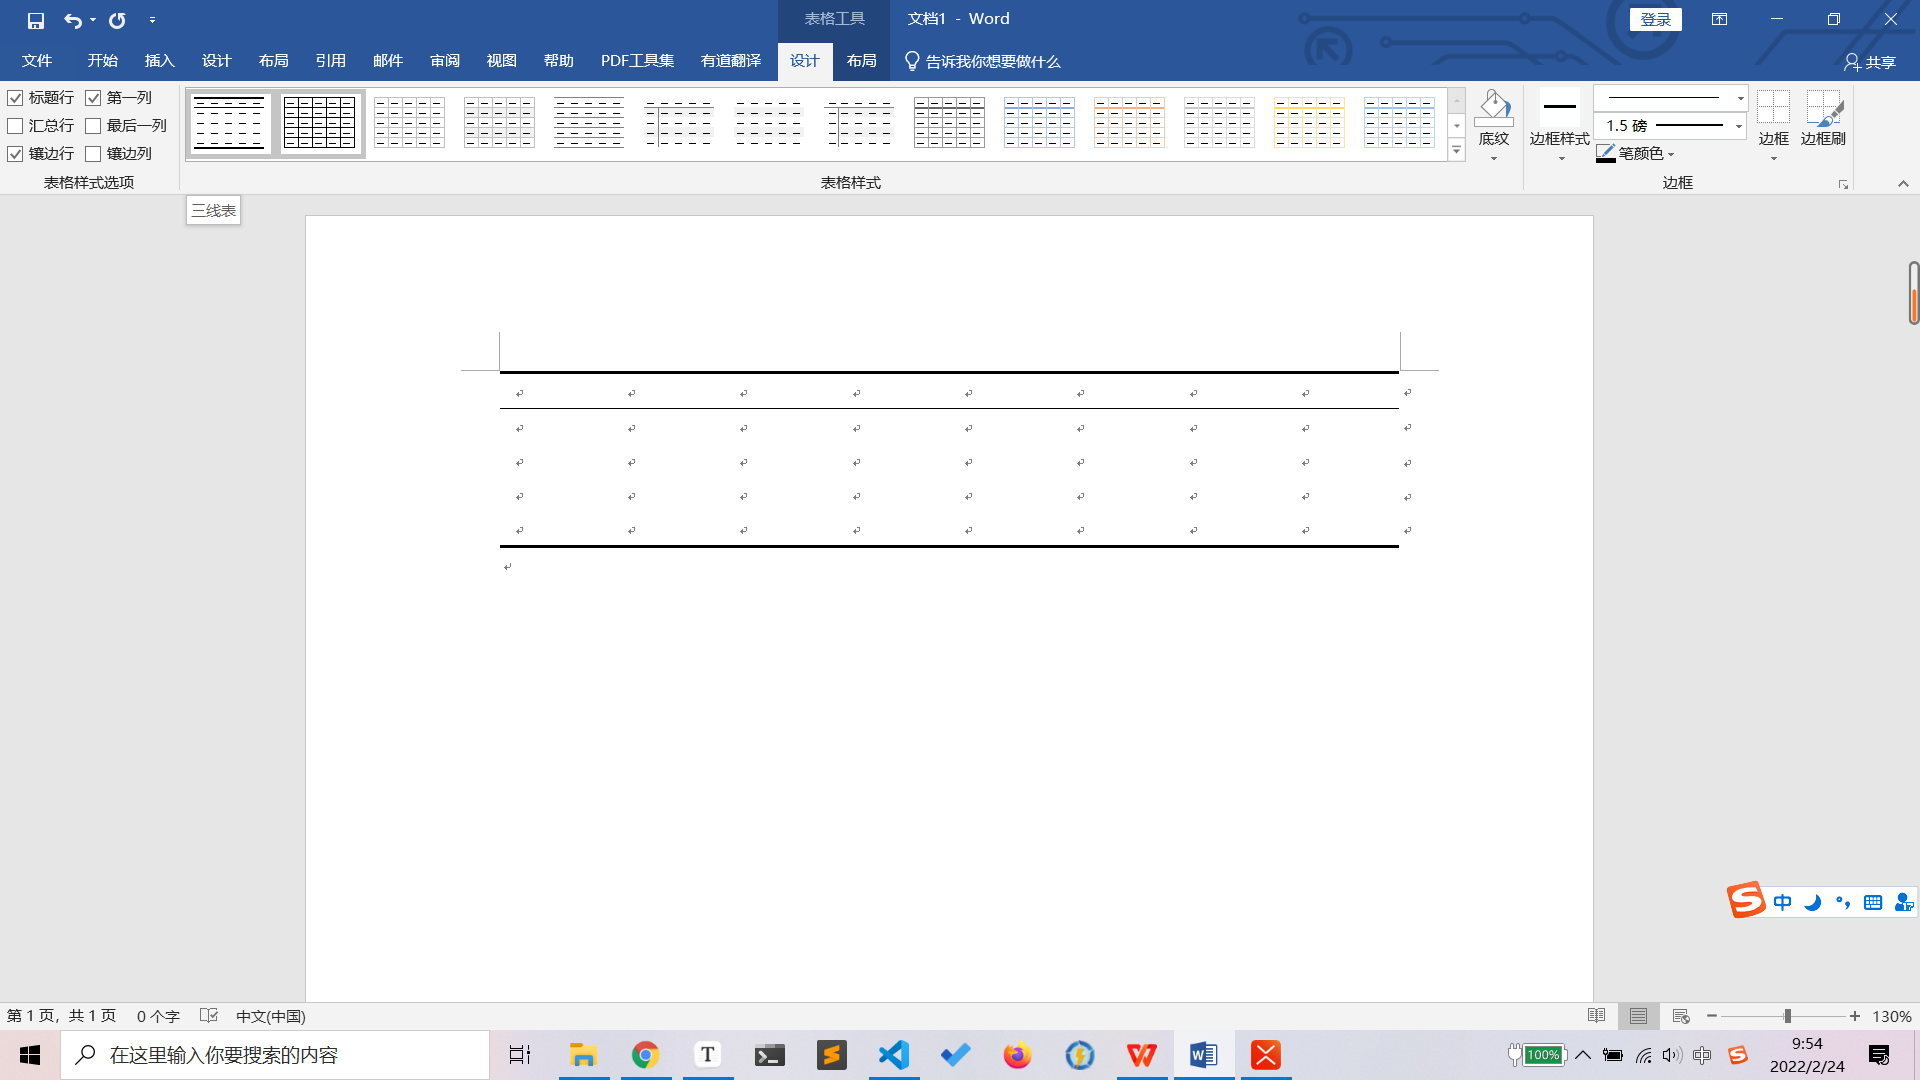 表格工具
文档1 - Word
登录
文件 开始 插入 设计 布局 引用 邮件 审阅 视图 帮助 PDF工具集 有道翻译 设计 布局 告诉我你想要做什么 共享
标题行 第一列
汇总行 最后一列
镶边行 镶边列
表格样式选项
表格样式
底纹
边框样式
1.5 磅
笔颜色
边框
边框刷
边框
三线表
中
第 1 页，共 1 页 0 个字 中文(中国) 130%
在这里输入你要搜索的内容
100%
中
9:54
2022/2/24